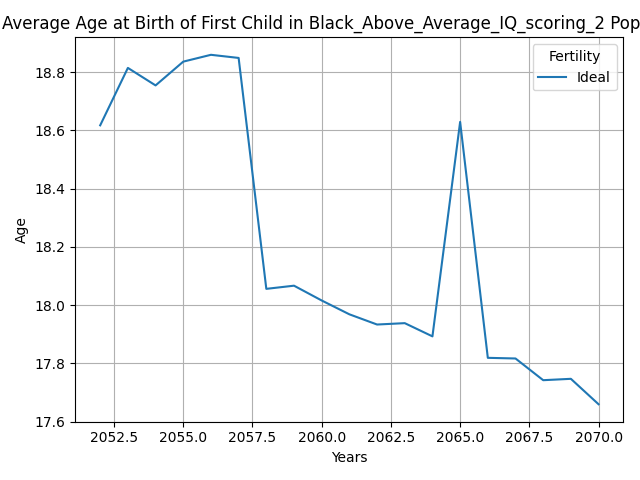 Average Age at Birth of First Child in Black_Above_Average_IQ_scoring_2 Pop
Fertility
Ideal
18.8
18.6
18.4
18.2
18.0
17.8
17.6
Age
2052.5 2055.0 2057.5 2060.0 2062.5 2065.0 2067.5 2070.0
Years